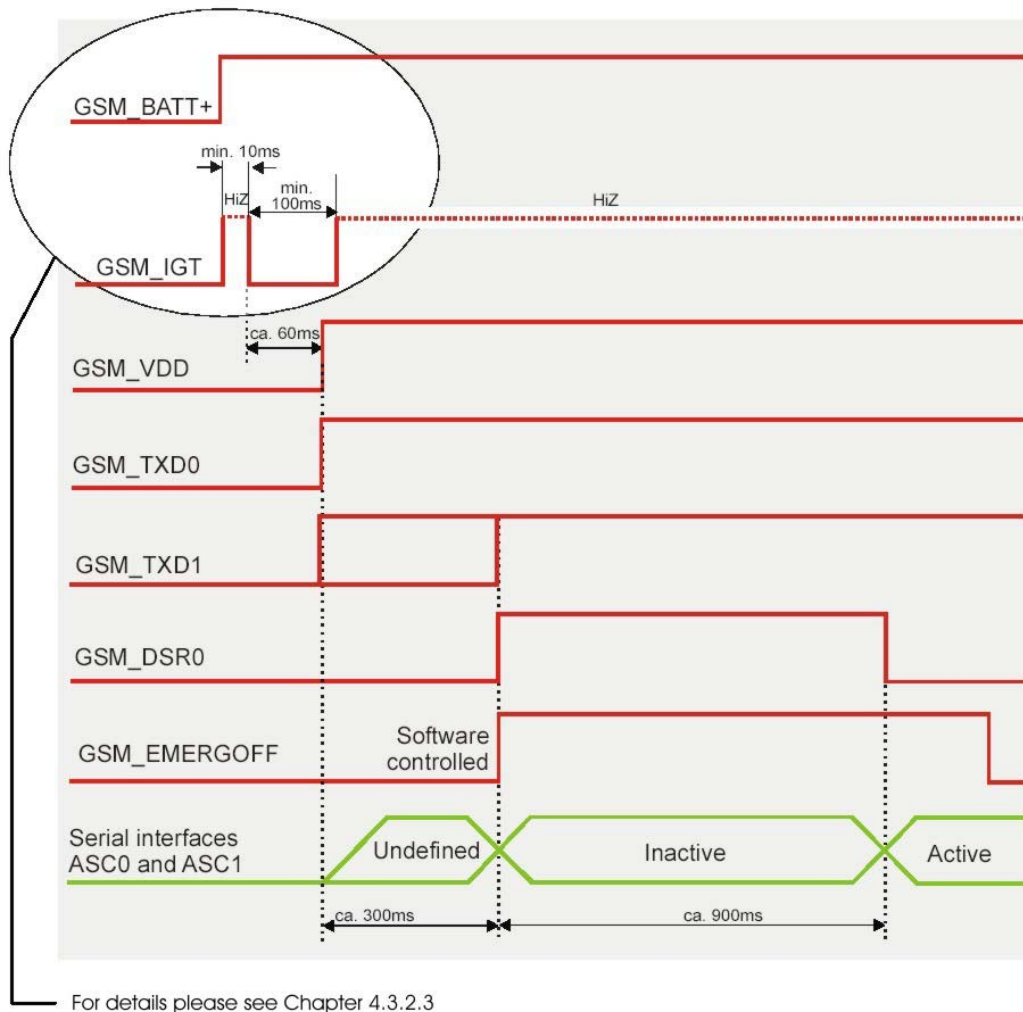 GSM_BATT+
min. 10ms
HiZ
min.
100ms
HiZ
GSM_IGT
ca. 60ms
GSM_VDD
GSM_TXD0
GSM_TXD1
GSM_DSR0
GSM_EMERGOFF
Software
controlled
Serial interfaces
ASC0 and ASC1
Undefined
Inactive
Active
ca. 300ms
ca. 900ms
For details please see Chapter 4.3.2.3